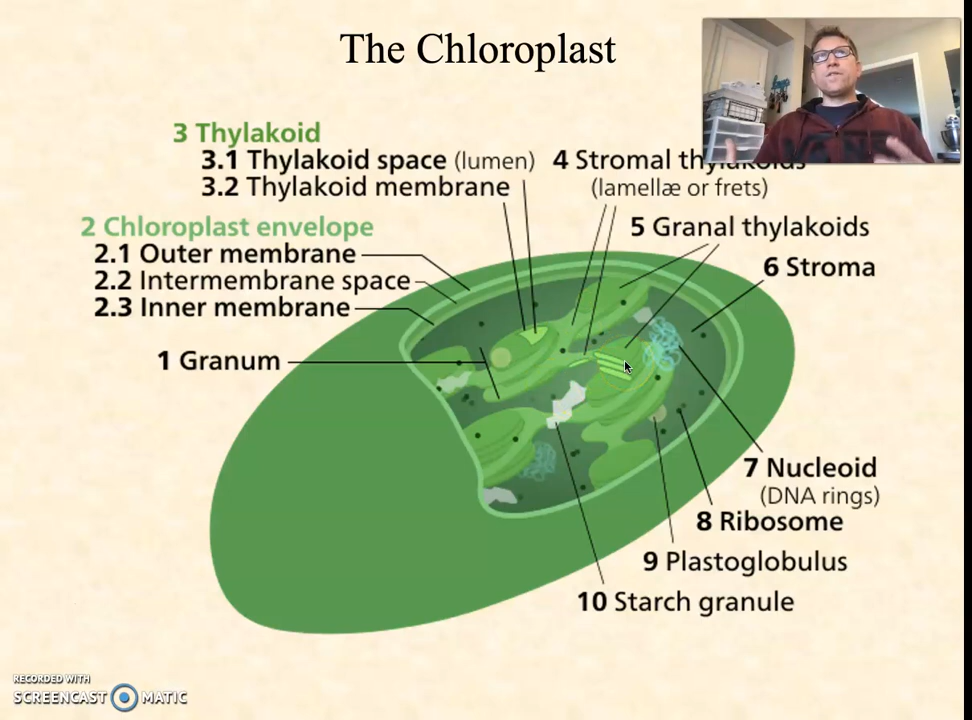 The Chloroplast
3 Thylakoid
3.1 Thylakoid space (lumen)
3.2 Thylakoid membrane
4 Stromal thylakoids
(lamellæ or frets)
2 Chloroplast envelope
2.1 Outer membrane
2.2 Intermembrane space
2.3 Inner membrane
5 Granal thylakoids
6 Stroma
1 Granum
7 Nucleoid
(DNA rings)
8 Ribosome
9 Plastoglobulus
10 Starch granule
RECORDED WITH
SCREENCAST MATIC